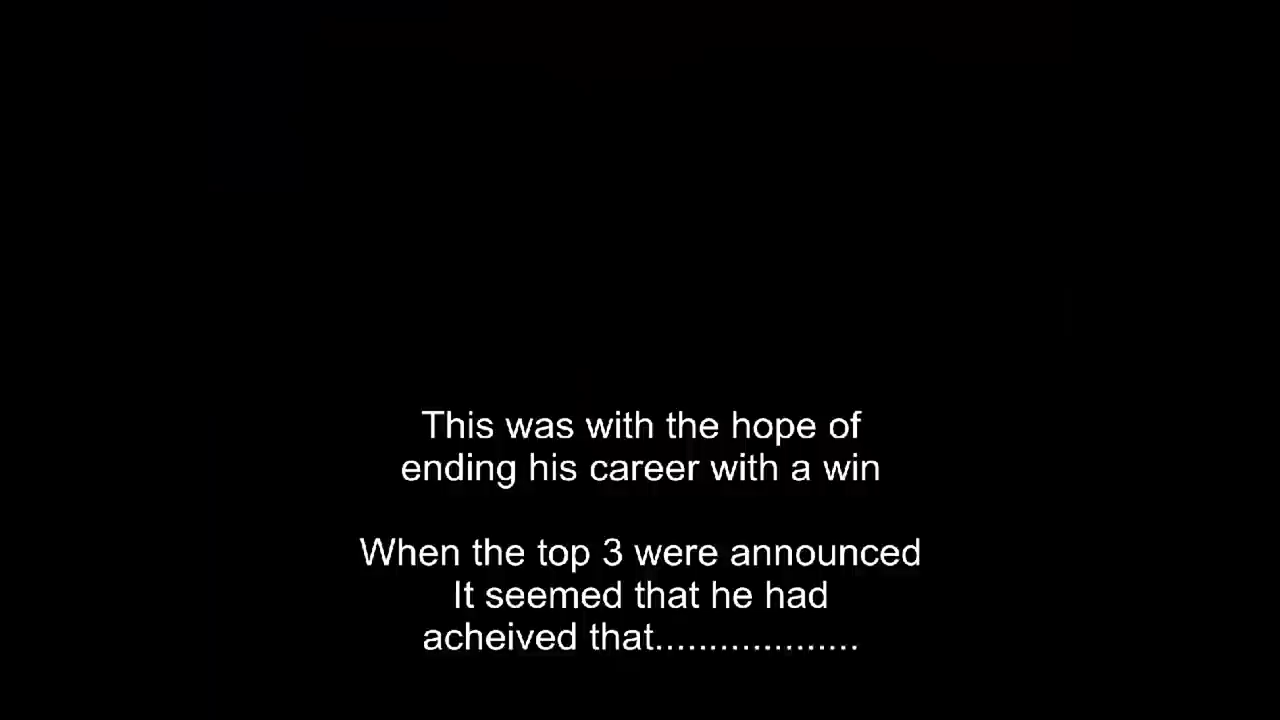 This was with the hope of
ending his career with a win
When the top 3 were announced
It seemed that he had
acheived that...................